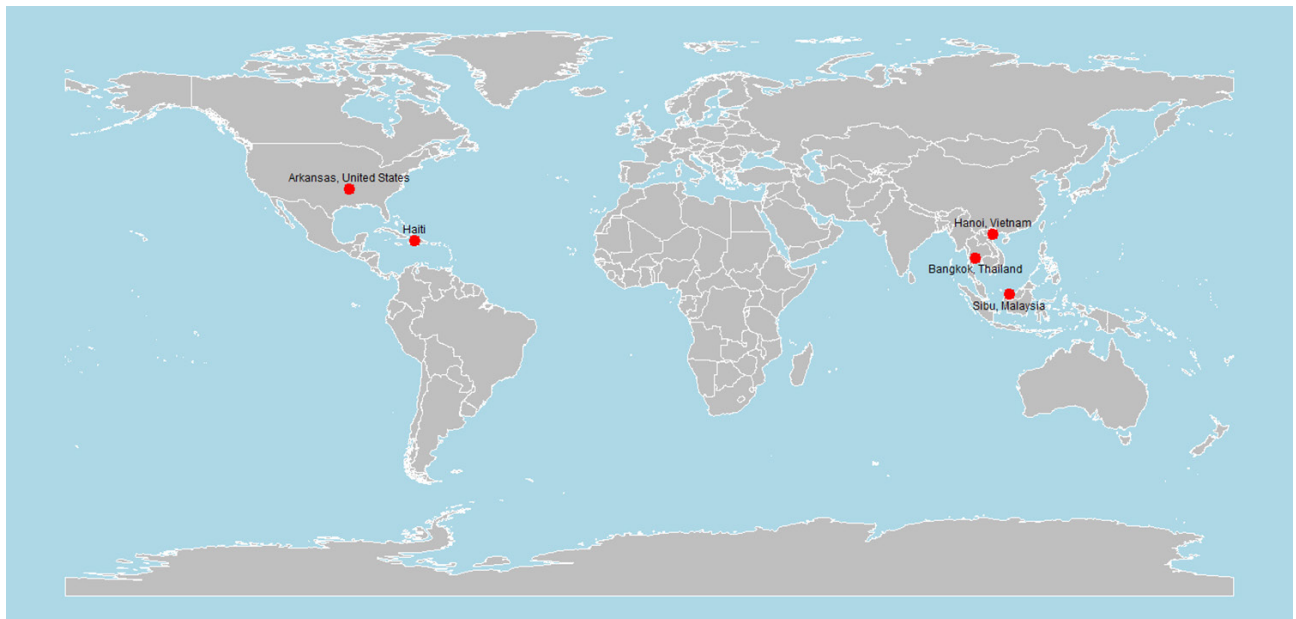 Arkansas, United States
Haiti
Hanoi, Vietnam
Bangkok, Thailand
Sibu, Malaysia